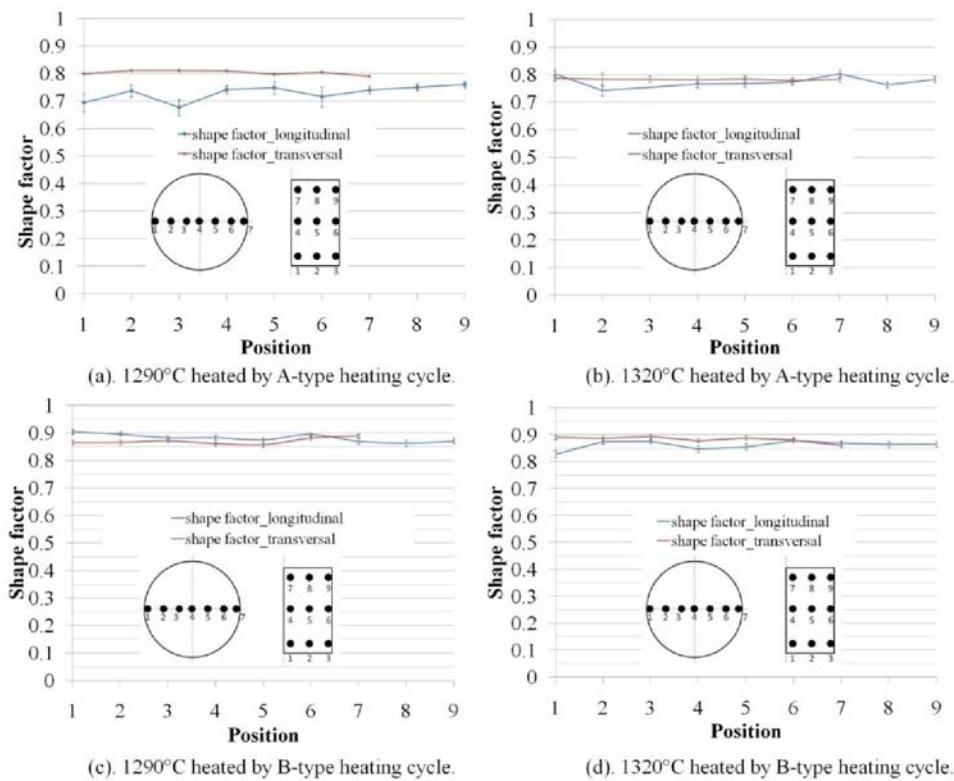 1
0.9
0.8
0.7
0.6
0.5
0.4
0.3
0.2
0.1
0
Shape factor
shape factor_longitudinal
shape factor_transversal
1 2 3 4 5 6 7
7 8 9
4 5 6
1 2 3
1 2 3 4 5 6 7 8 9
Position
(a). 1290°C heated by A-type heating cycle.
1
0.9
0.8
0.7
0.6
0.5
0.4
0.3
0.2
0.1
0
Shape factor
shape factor_longitudinal
shape factor_transversal
1 2 3 4 5 6 7
7 8 9
4 5 6
1 2 3
1 2 3 4 5 6 7 8 9
Position
(b). 1320°C heated by A-type heating cycle.
1
0.9
0.8
0.7
0.6
0.5
0.4
0.3
0.2
0.1
0
Shape factor
shape factor_longitudinal
shape factor_transversal
1 2 3 4 5 6 7
7 8 9
4 5 6
1 2 3
1 2 3 4 5 6 7 8 9
Position
(c). 1290°C heated by B-type heating cycle.
1
0.9
0.8
0.7
0.6
0.5
0.4
0.3
0.2
0.1
0
Shape factor
shape factor_longitudinal
shape factor_transversal
1 2 3 4 5 6 7
7 8 9
4 5 6
1 2 3
1 2 3 4 5 6 7 8 9
Position
(d). 1320°C heated by B-type heating cycle.